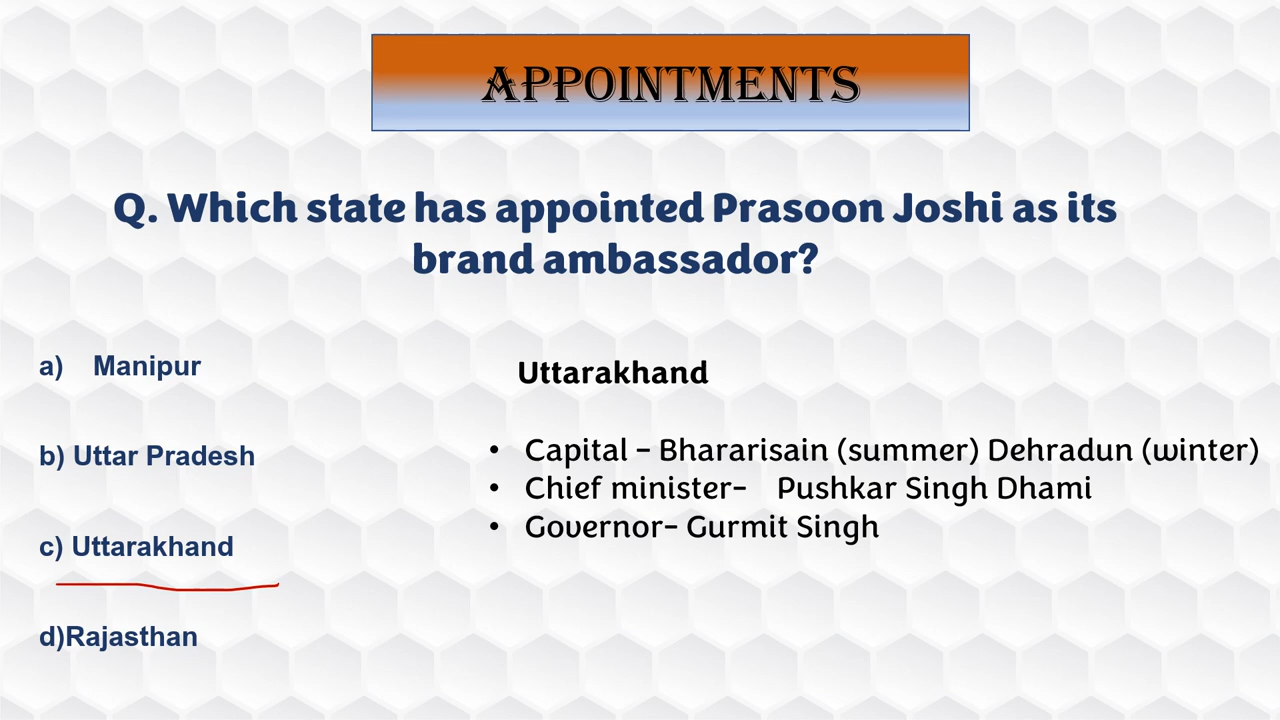 APPOINTMENTS
Q. Which state has appointed Prasoon Joshi as its
brand ambassador?
a) Manipur
b) Uttar Pradesh
c) Uttarakhand
d)Rajasthan
Uttarakhand
• Capital – Bhararisain (summer) Dehradun (winter)
• Chief minister– Pushkar Singh Dhami
• Governor– Gurmit Singh